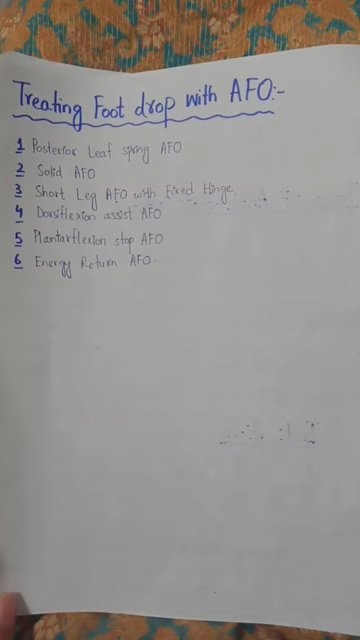 Treating Foot drop with AFO:-
1 Posterior Leaf spring AFO
2 Solid AFO
3 Short Leg AFO with Fixed Hinge
4 Dorsiflexion assist AFO
5 Plantarflexion stop AFO
6 Energy Return AFO.